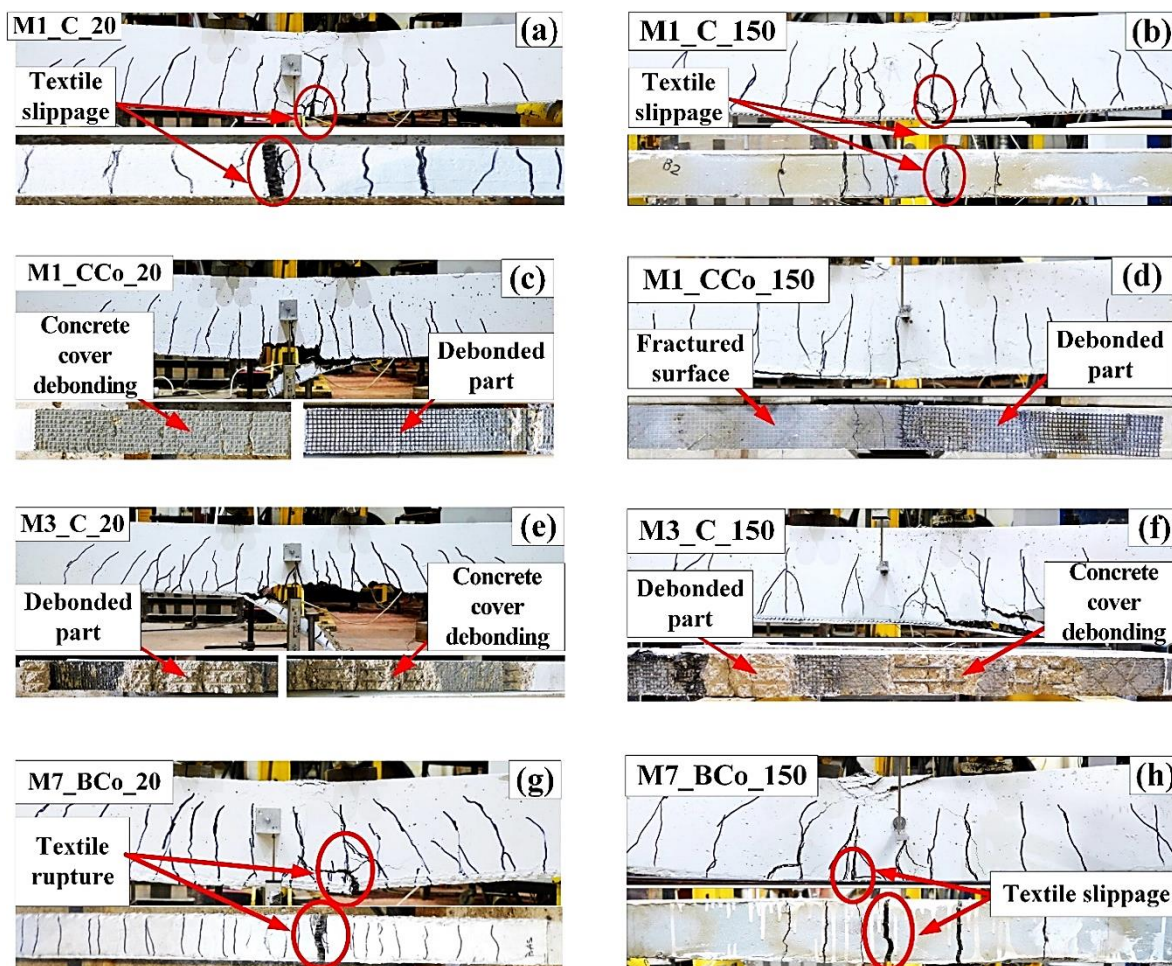 M1_C_20
(a)
Textile
slippage
M1_C_150
(b)
Textile
slippage
B2
M1_CCo_20
(c)
Concrete
cover
debonding
Debonded
part
M1_CCo_150
(d)
Fractured
surface
Debonded
part
M3_C_20
(e)
Debonded
part
Concrete
cover
debonding
M3_C_150
(f)
Debonded
part
Concrete
cover
debonding
M7_BCo_20
(g)
Textile
rupture
M7_BCo_150
(h)
Textile slippage